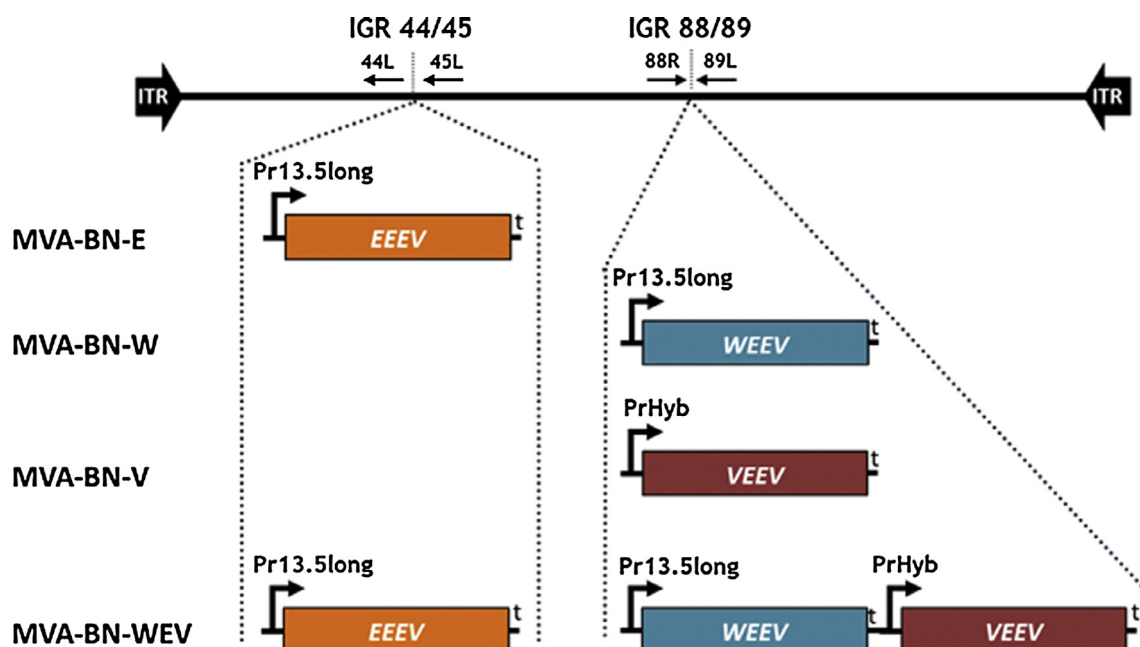 IGR 44/45 IGR 88/89
44L 45L 88R 89L
ITR ITR
Pr13.5long
MVA-BN-E EEEV t
Pr13.5long
MVA-BN-W WEEV t
PrHyb
MVA-BN-V VEEV t
Pr13.5long Pr13.5long PrHyb
MVA-BN-WEV EEEV t WEEV t VEEV t